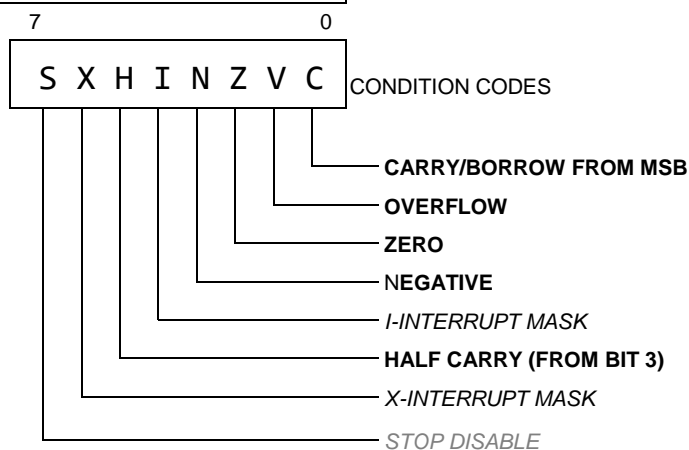 7 0
S X H I N Z V C CONDITION CODES
CARRY/BORROW FROM MSB
OVERFLOW
ZERO
NEGATIVE
I-INTERRUPT MASK
HALF CARRY (FROM BIT 3)
X-INTERRUPT MASK
STOP DISABLE